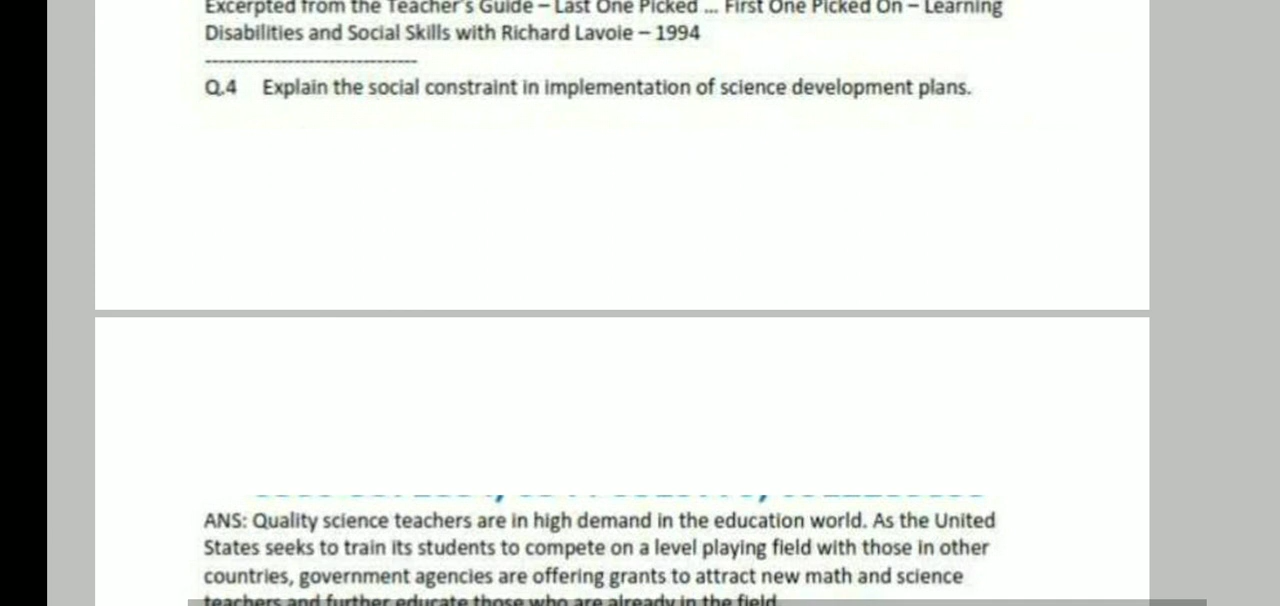 Excerpted from the Teacher's Guide – Last One Picked ... First One Picked On – Learning
Disabilities and Social Skills with Richard Lavoie – 1994
--------------------------------
Q.4 Explain the social constraint in implementation of science development plans.
ANS: Quality science teachers are in high demand in the education world. As the United
States seeks to train its students to compete on a level playing field with those in other
countries, government agencies are offering grants to attract new math and science
teachers and further educate those who are already in the field.